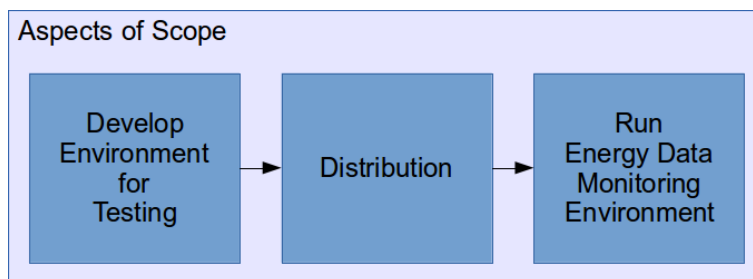 Aspects of Scope
Develop
Environment
for
Testing
Distribution
Run
Energy Data
Monitoring
Environment